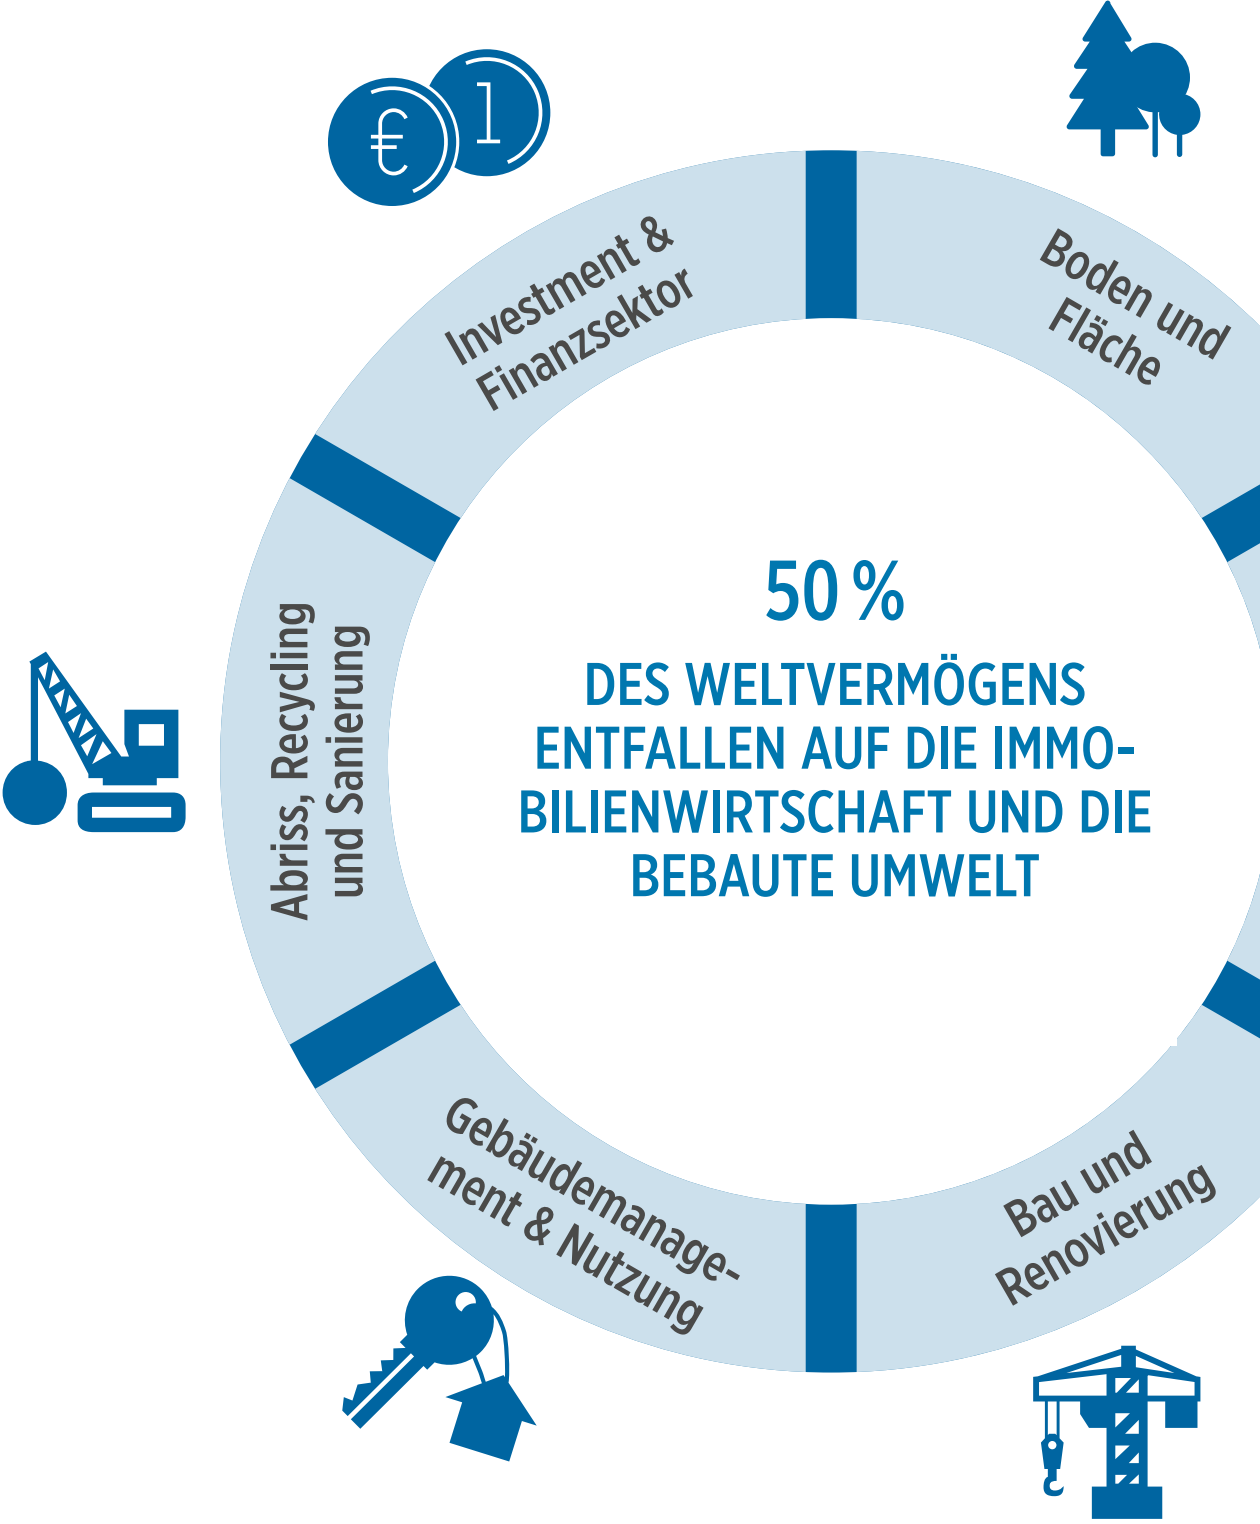 €
1
Investment &
Finanzsektor
Boden und
Fläche
Abriss, Recycling
und Sanierung
50 %
DES WELTVERMÖGENS
ENTFALLEN AUF DIE IMMO-
BILIENWIRTSCHAFT UND DIE
BEBAUTE UMWELT
Gebäudemanage-
ment & Nutzung
Bau und
Renovierung